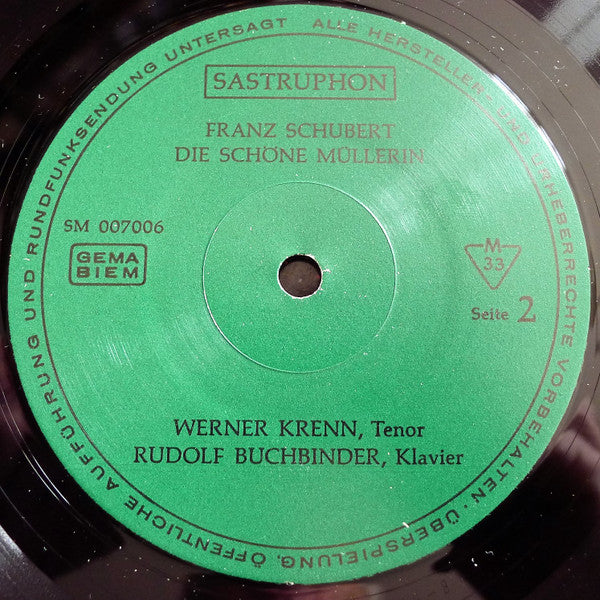 ALLE HERSTELLER- UND URHEBERRECHTE VORBEHALTEN · ÜBERSPIELUNG, ÖFFENTLICHE AUFFÜHRUNG UND RUNDFUNKSENDUNG UNTERSAGT
SASTRUPHON
FRANZ SCHUBERT
DIE SCHÖNE MÜLLERIN
SM 007006
GEMA
BIEM
M
33
Seite 2
WERNER KRENN, Tenor
RUDOLF BUCHBINDER, Klavier